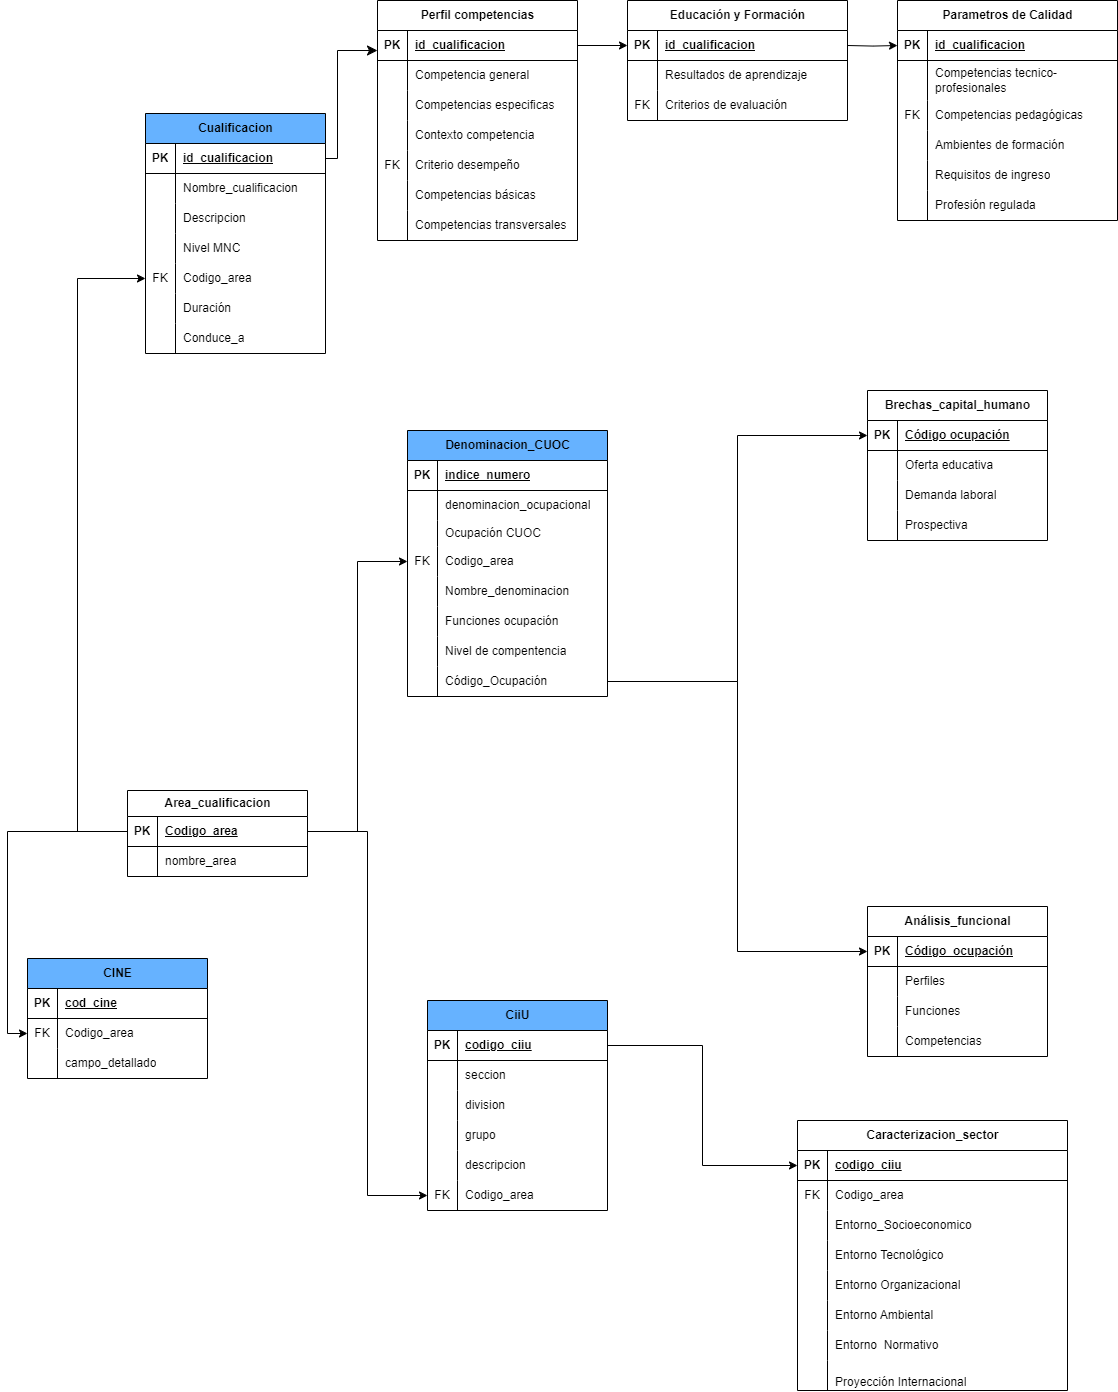 Perfil competencias
PK id_cualificacion
Competencia general
Competencias especificas
Contexto competencia
FK Criterio desempeño
Competencias básicas
Competencias transversales
Educación y Formación
PK id_cualificacion
Resultados de aprendizaje
FK Criterios de evaluación
Parametros de Calidad
PK id_cualificacion
Competencias tecnico-
profesionales
FK Competencias pedagógicas
Ambientes de formación
Requisitos de ingreso
Profesión regulada
Cualificacion
PK id_cualificacion
Nombre_cualificacion
Descripcion
Nivel MNC
FK Codigo_area
Duración
Conduce_a
Brechas_capital_humano
PK Código ocupación
Oferta educativa
Demanda laboral
Prospectiva
Denominacion_CUOC
PK indice_numero
denominacion_ocupacional
Ocupación CUOC
FK Codigo_area
Nombre_denominacion
Funciones ocupación
Nivel de compentencia
Código_Ocupación
Area_cualificacion
PK Codigo_area
nombre_area
Análisis_funcional
PK Código_ocupación
Perfiles
Funciones
Competencias
CINE
PK cod_cine
FK Codigo_area
campo_detallado
CiiU
PK codigo_ciiu
seccion
division
grupo
descripcion
FK Codigo_area
Caracterizacion_sector
PK codigo_ciiu
FK Codigo_area
Entorno_Socioeconomico
Entorno Tecnológico
Entorno Organizacional
Entorno Ambiental
Entorno  Normativo
Proyección Internacional